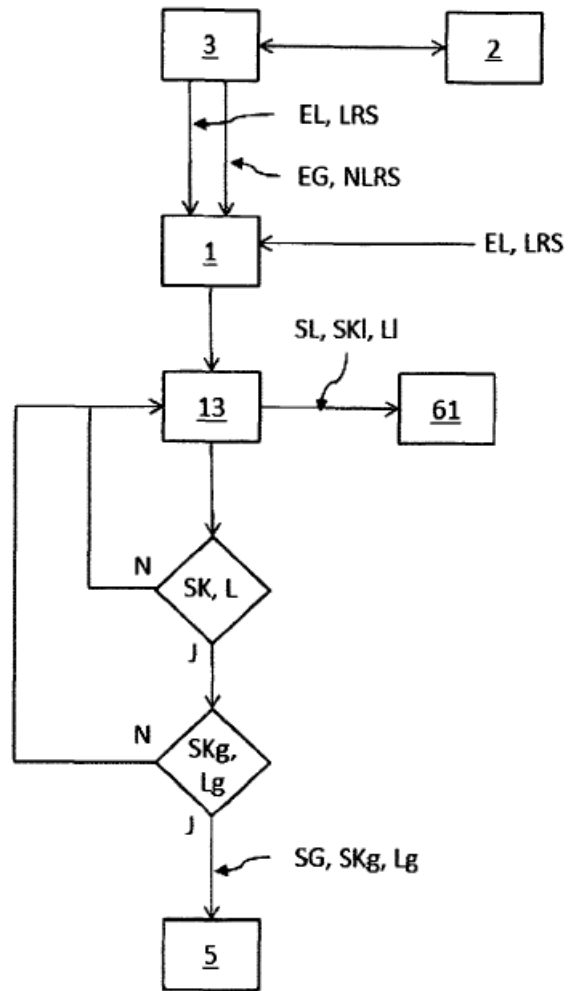 3
2
EL, LRS
EG, NLRS
1
EL, LRS
SL, SKl, Ll
13
61
N
SK, L
J
N
SKg,
Lg
J
SG, SKg, Lg
5